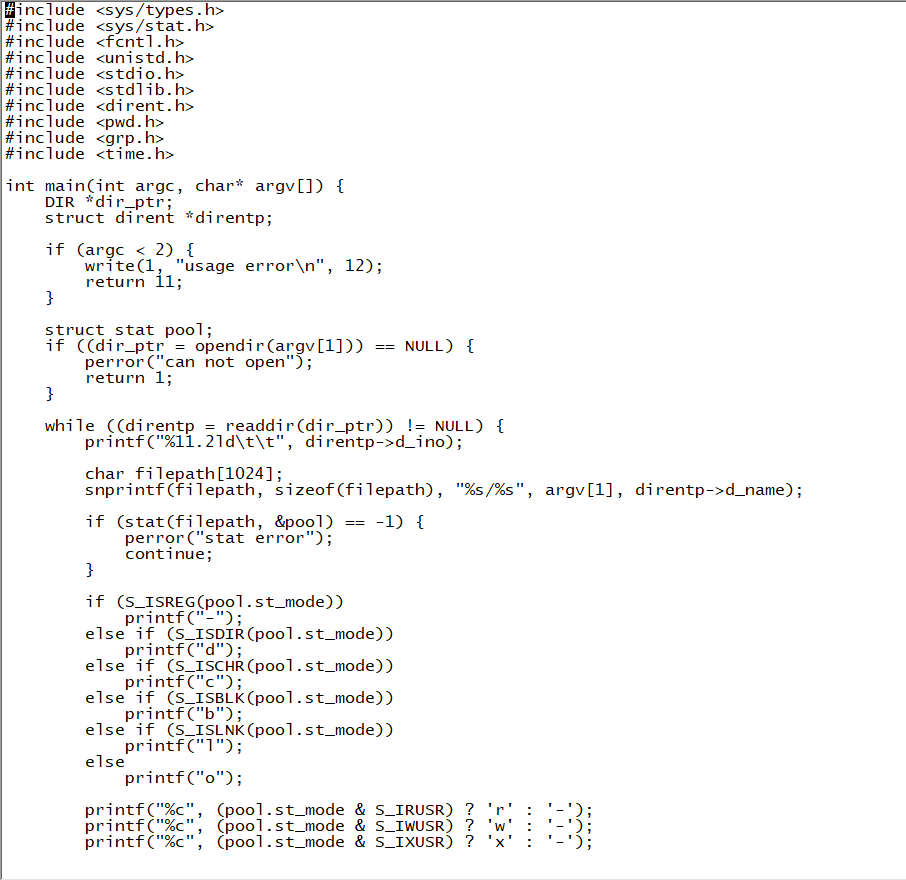 #include <sys/types.h>
#include <sys/stat.h>
#include <fcntl.h>
#include <unistd.h>
#include <stdio.h>
#include <stdlib.h>
#include <dirent.h>
#include <pwd.h>
#include <grp.h>
#include <time.h>

int main(int argc, char* argv[]) {
    DIR *dir_ptr;
    struct dirent *direntp;

    if (argc < 2) {
        write(1, "usage error\n", 12);
        return 11;
    }

    struct stat pool;
    if ((dir_ptr = opendir(argv[1])) == NULL) {
        perror("can not open");
        return 1;
    }

    while ((direntp = readdir(dir_ptr)) != NULL) {
        printf("%11.2ld\t\t", direntp->d_ino);

        char filepath[1024];
        snprintf(filepath, sizeof(filepath), "%s/%s", argv[1], direntp->d_name);

        if (stat(filepath, &pool) == -1) {
            perror("stat error");
            continue;
        }

        if (S_ISREG(pool.st_mode))
            printf("-");
        else if (S_ISDIR(pool.st_mode))
            printf("d");
        else if (S_ISCHR(pool.st_mode))
            printf("c");
        else if (S_ISBLK(pool.st_mode))
            printf("b");
        else if (S_ISLNK(pool.st_mode))
            printf("l");
        else
            printf("o");

        printf("%c", (pool.st_mode & S_IRUSR) ? 'r' : '-');
        printf("%c", (pool.st_mode & S_IWUSR) ? 'w' : '-');
        printf("%c", (pool.st_mode & S_IXUSR) ? 'x' : '-');